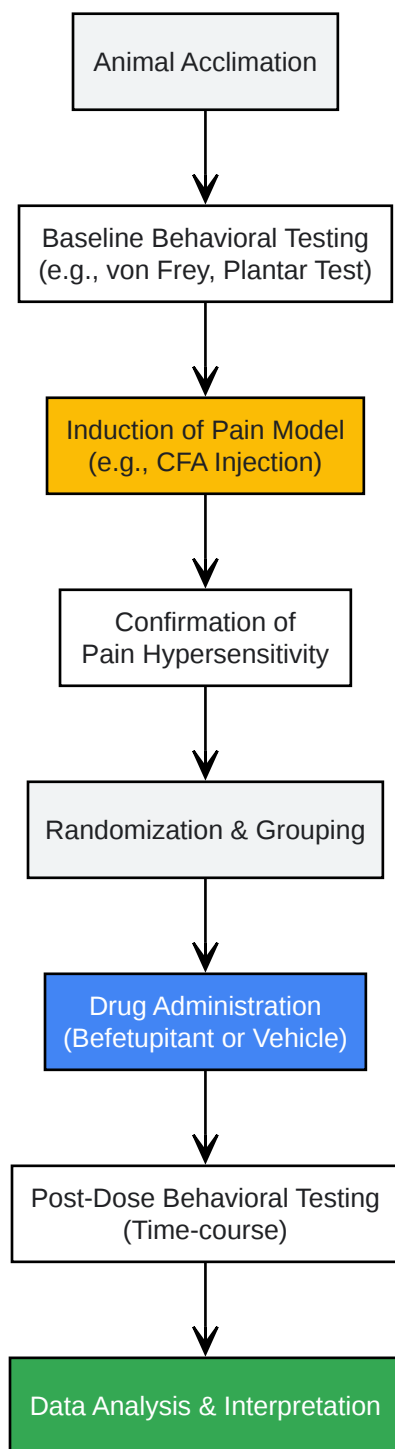 Animal Acclimation
Baseline Behavioral Testing
(e.g., von Frey, Plantar Test)
Induction of Pain Model
(e.g., CFA Injection)
Confirmation of
Pain Hypersensitivity
Randomization & Grouping
Drug Administration
(Befetupitant or Vehicle)
Post-Dose Behavioral Testing
(Time-course)
Data Analysis & Interpretation